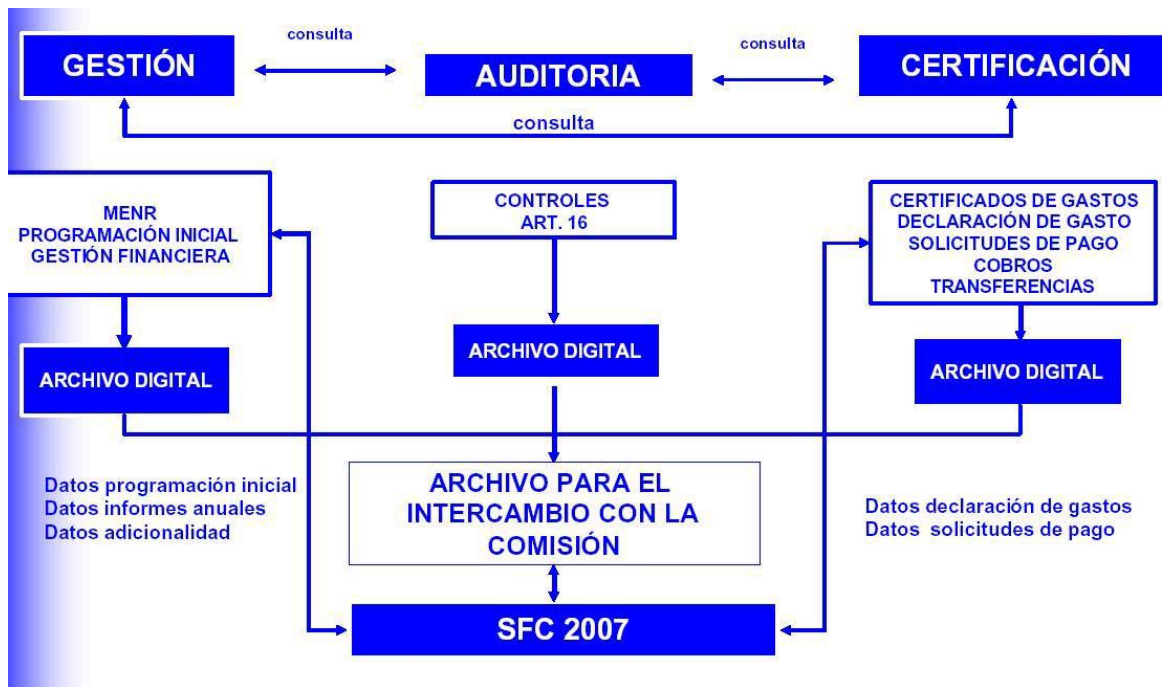 consulta
consulta
GESTIÓN
AUDITORIA
CERTIFICACIÓN
consulta
MENR
PROGRAMACIÓN INICIAL
GESTIÓN FINANCIERA
CONTROLES
ART. 16
CERTIFICADOS DE GASTOS
DECLARACIÓN DE GASTO
SOLICITUDES DE PAGO
COBROS
TRANSFERENCIAS
ARCHIVO DIGITAL
ARCHIVO DIGITAL
ARCHIVO DIGITAL
Datos programación inicial
Datos informes anuales
Datos adicionalidad
ARCHIVO PARA EL
INTERCAMBIO CON LA
COMISIÓN
Datos declaración de gastos
Datos solicitudes de pago
SFC 2007